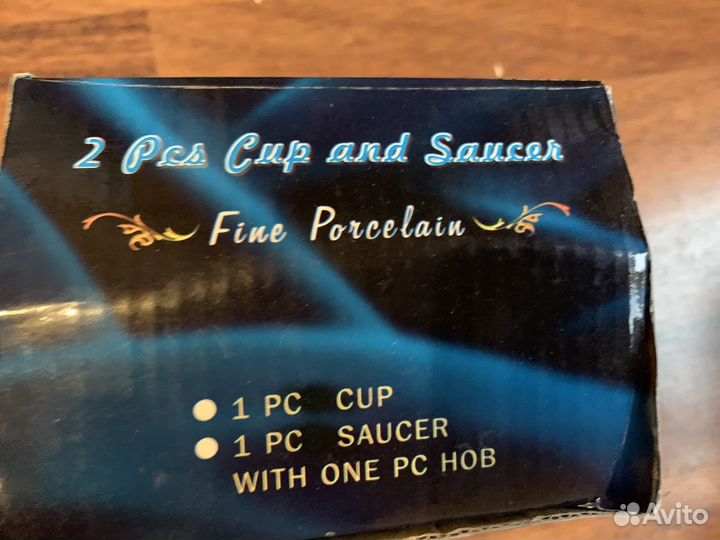 2 Pcs Cup and Saucer
Fine Porcelain
1 PC CUP
1 PC SAUCER
WITH ONE PC HOB
Avito